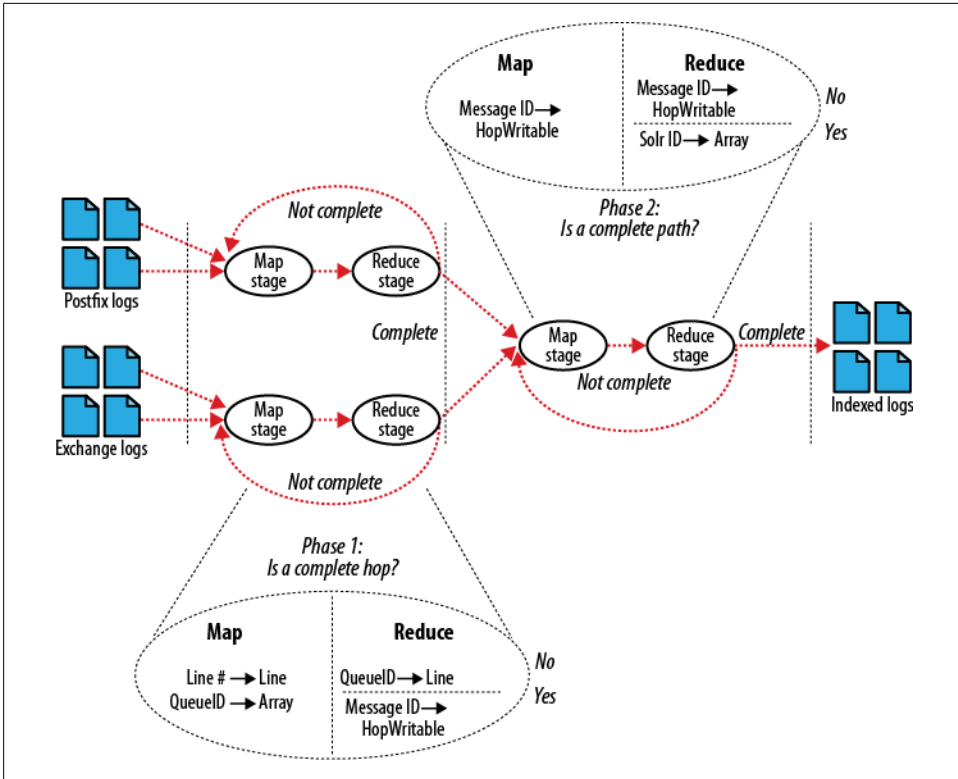 Map
Reduce
Message ID→
HopWritable
Message ID→
HopWritable
No
Yes
Solr ID→Array
Phase 2:
Is a complete path?
Not complete
Map
stage
Reduce
stage
Postfix logs
Complete
Map
stage
Reduce
stage
Complete
Not complete
Indexed logs
Map
stage
Reduce
stage
Exchange logs
Not complete
Phase 1:
Is a complete hop?
Map
Reduce
Line #→Line
QueueID→Array
QueueID→Line
Message ID→
HopWritable
No
Yes